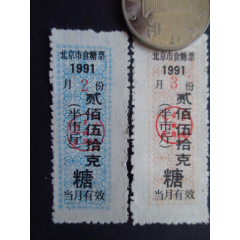 北京市食糖票
1991
月2份
贰佰伍拾克
(半市斤)
糖
当月有效
北京市食糖票
1991
月3份
贰佰伍拾克
(半市斤)
糖
当月有效